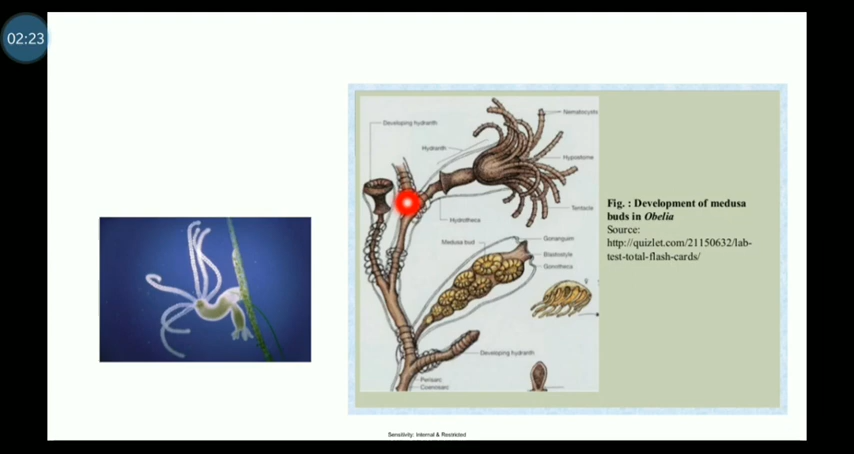 02:23
Developing hydranth
Nematocysts
Hydranth
Hypostome
Tentacle
Hydrotheca
Medusa bud
Gonangium
Blastostyle
Gonotheca
Developing hydranth
Perisarc
Coenosarc
Fig. : Development of medusa
buds in Obelia
Source:
http://quizlet.com/21150632/lab-
test-total-flash-cards/
Sensitivity: Internal & Restricted